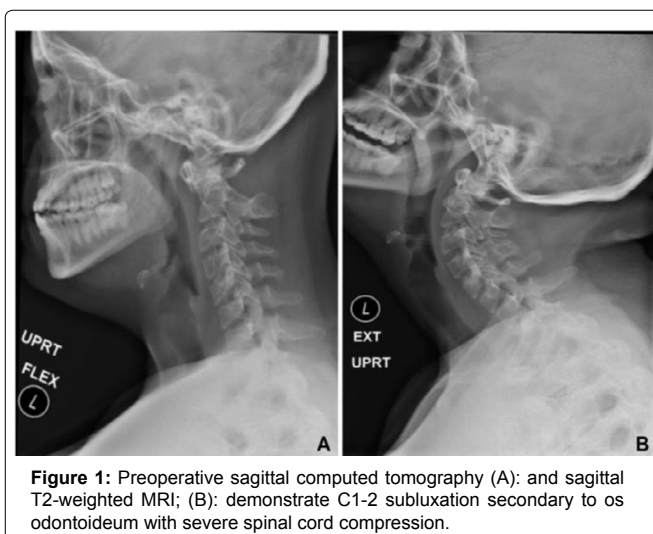 UPRT
FLEX
L
A
L
EXT
UPRT
B
Figure 1: Preoperative sagittal computed tomography (A): and sagittal
T2-weighted MRI; (B): demonstrate C1-2 subluxation secondary to os
odontoideum with severe spinal cord compression.